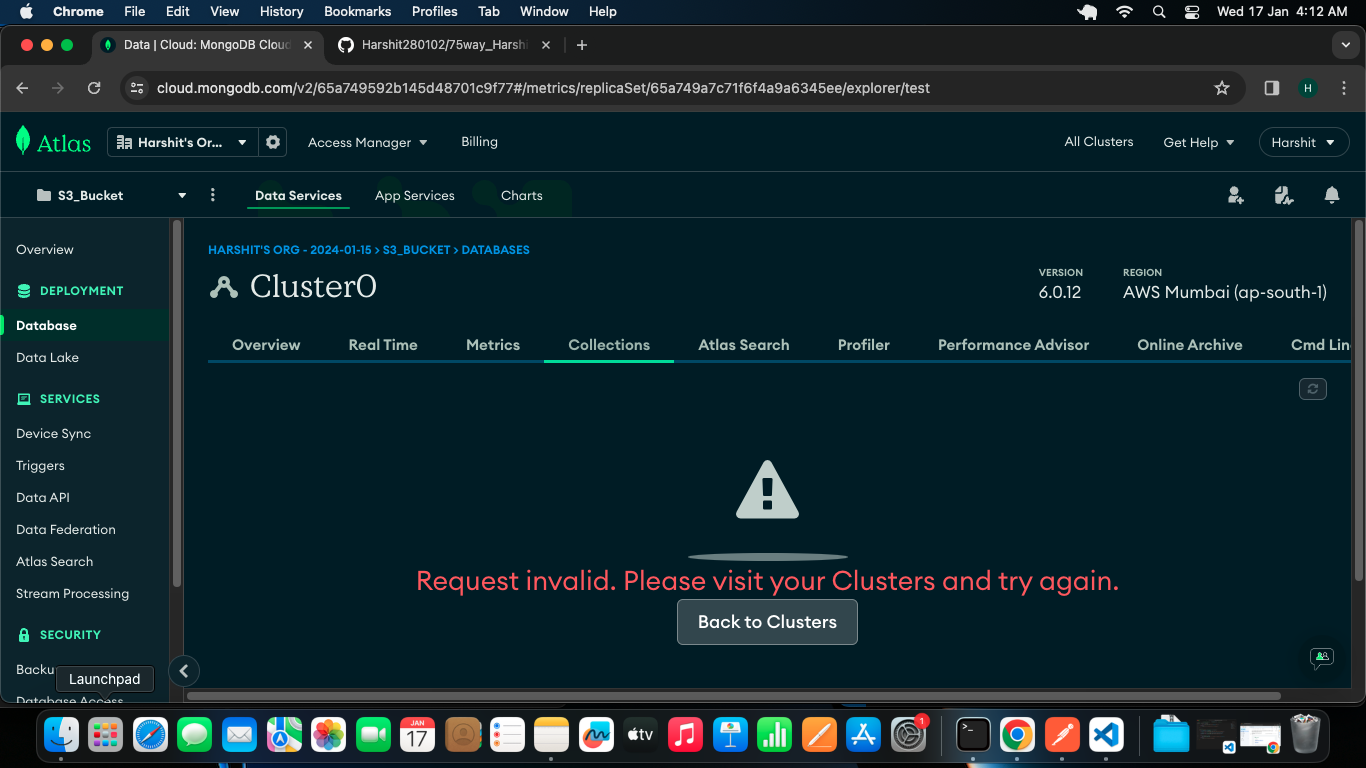 Chrome File Edit View History Bookmarks Profiles Tab Window Help Wed 17 Jan 4:12 AM
Data | Cloud: MongoDB Cloud Harshit280102/75way_Harshi
cloud.mongodb.com/v2/65a749592b145d48701c9f77#/metrics/replicaSet/65a749a7c71f6f4a9a6345ee/explorer/test H
Atlas Harshit's Or... Access Manager Billing All Clusters Get Help Harshit
S3_Bucket Data Services App Services Charts
Overview
DEPLOYMENT
Database
Data Lake
SERVICES
Device Sync
Triggers
Data API
Data Federation
Atlas Search
Stream Processing
SECURITY
Backu
Database Access
Launchpad
HARSHIT'S ORG - 2024-01-15 > S3_BUCKET > DATABASES
Cluster0
VERSION
6.0.12
REGION
AWS Mumbai (ap-south-1)
Overview Real Time Metrics Collections Atlas Search Profiler Performance Advisor Online Archive Cmd Lin
Request invalid. Please visit your Clusters and try again.
Back to Clusters
JAN
17
tv
1